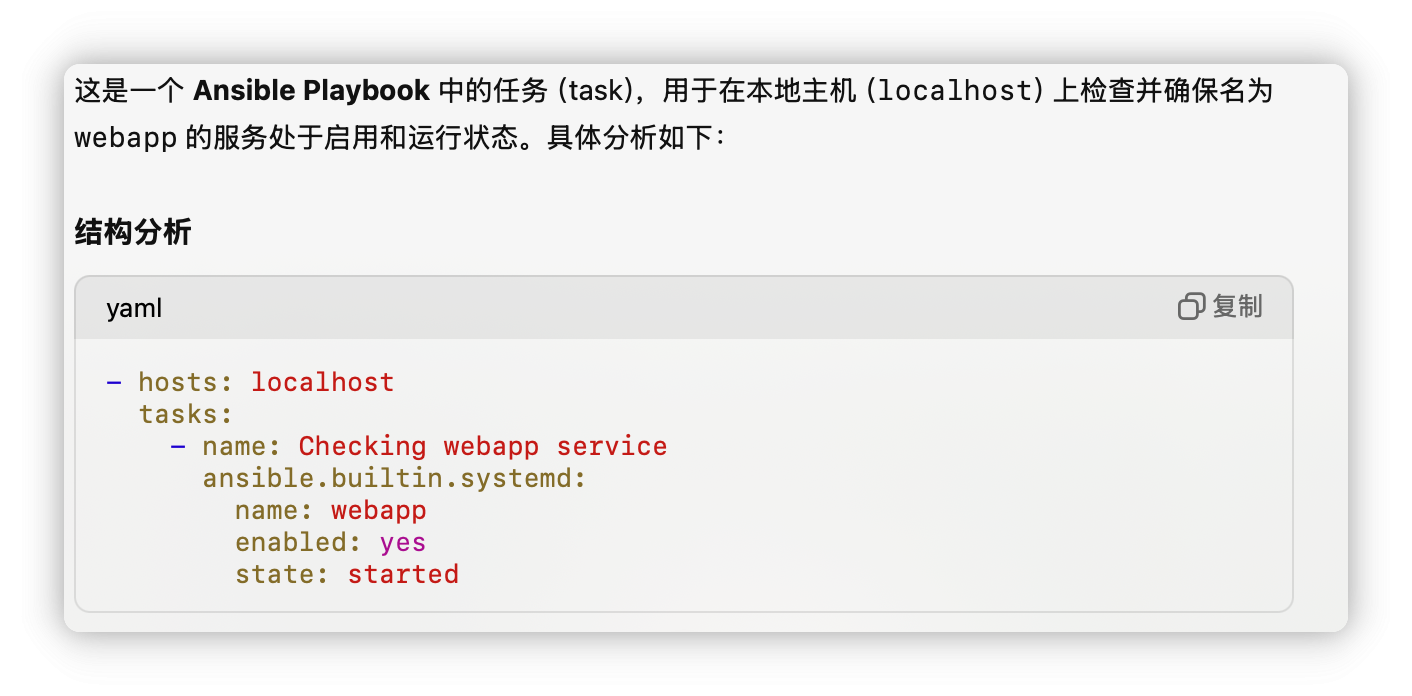 这是一个 Ansible Playbook 中的任务 (task)，用于在本地主机 (localhost) 上检查并确保名为
webapp 的服务处于启用和运行状态。具体分析如下：
结构分析
yaml
复制
- hosts: localhost
  tasks:
    - name: Checking webapp service
      ansible.builtin.systemd:
        name: webapp
        enabled: yes
        state: started